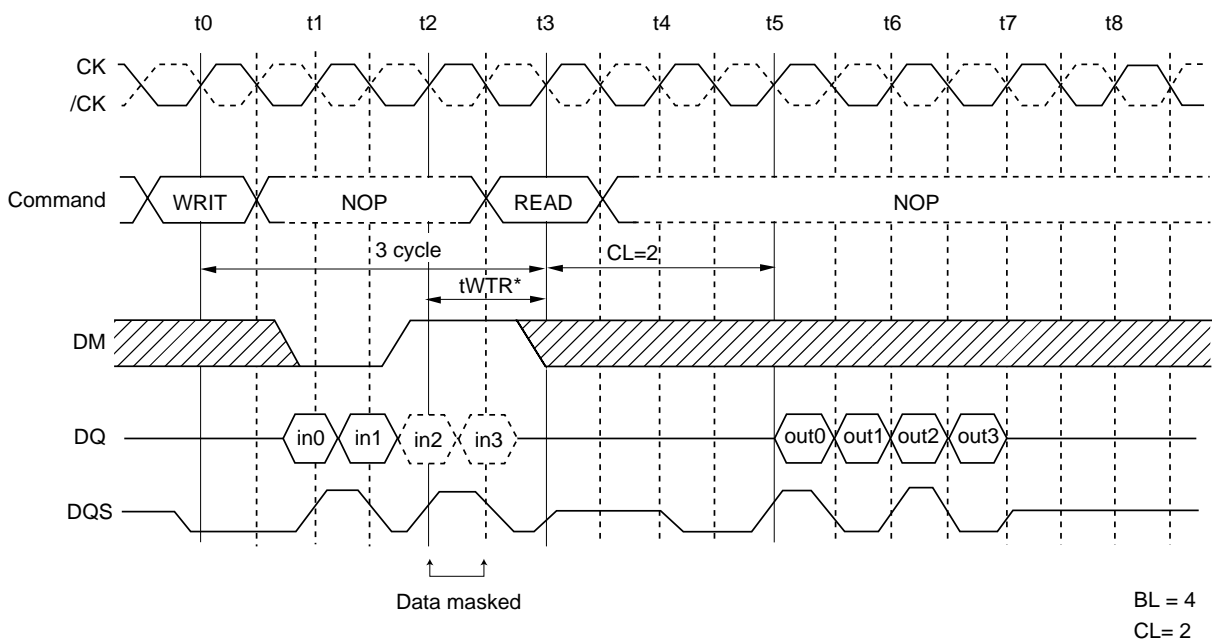 t0 t1 t2 t3 t4 t5 t6 t7 t8
CK
/CK
Command WRIT NOP READ NOP
3 cycle CL=2
tWTR*
DM
DQ in0 in1 in2 in3 out0 out1 out2 out3
DQS
Data masked
BL = 4
CL= 2